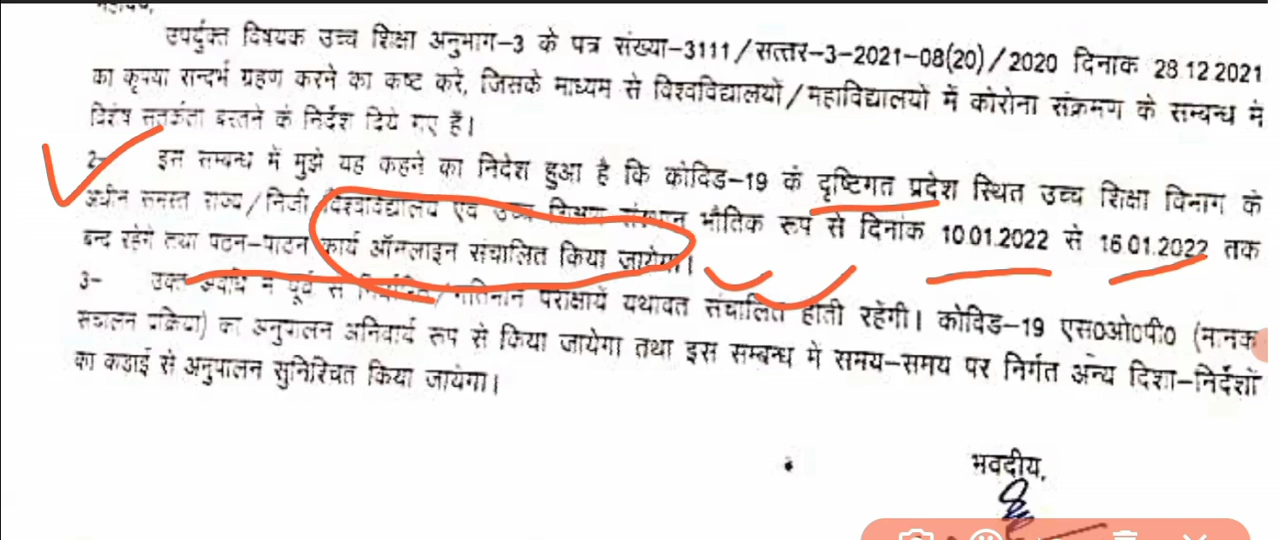 महोदय,
उपर्युक्त विषयक उच्च शिक्षा अनुभाग-3 के पत्र संख्या-3111/सत्तर-3-2021-08(20)/2020 दिनांक 28.12.2021
का कृपया सन्दर्भ ग्रहण करने का कष्ट करें, जिसके माध्यम से विश्वविद्यालयों/महाविद्यालयों में कोरोना संक्रमण के सम्बन्ध में
विशेष सतर्कता बरतने के निर्देश दिये गए हैं।
2- इस सम्बन्ध में मुझे यह कहने का निदेश हुआ है कि कोविड-19 के दृष्टिगत प्रदेश स्थित उच्च शिक्षा विभाग के
अधीन समस्त राज्य/निजी विश्वविद्यालय एवं उच्च शिक्षण संस्थान भौतिक रूप से दिनांक 10.01.2022 से 16.01.2022 तक
बन्द रहेंगे तथा पठन-पाठन कार्य ऑनलाइन संचालित किया जायेगा।
3- उक्त अवधि में पूर्व से निर्धारित/गतिमान परीक्षायें यथावत संचालित होती रहेंगी। कोविड-19 एस0ओ0पी0 (मानक
संचालन प्रक्रिया) का अनुपालन अनिवार्य रूप से किया जायेगा तथा इस सम्बन्ध में समय-समय पर निर्गत अन्य दिशा-निर्देशों
का कड़ाई से अनुपालन सुनिश्चित किया जायेगा।
भवदीय,